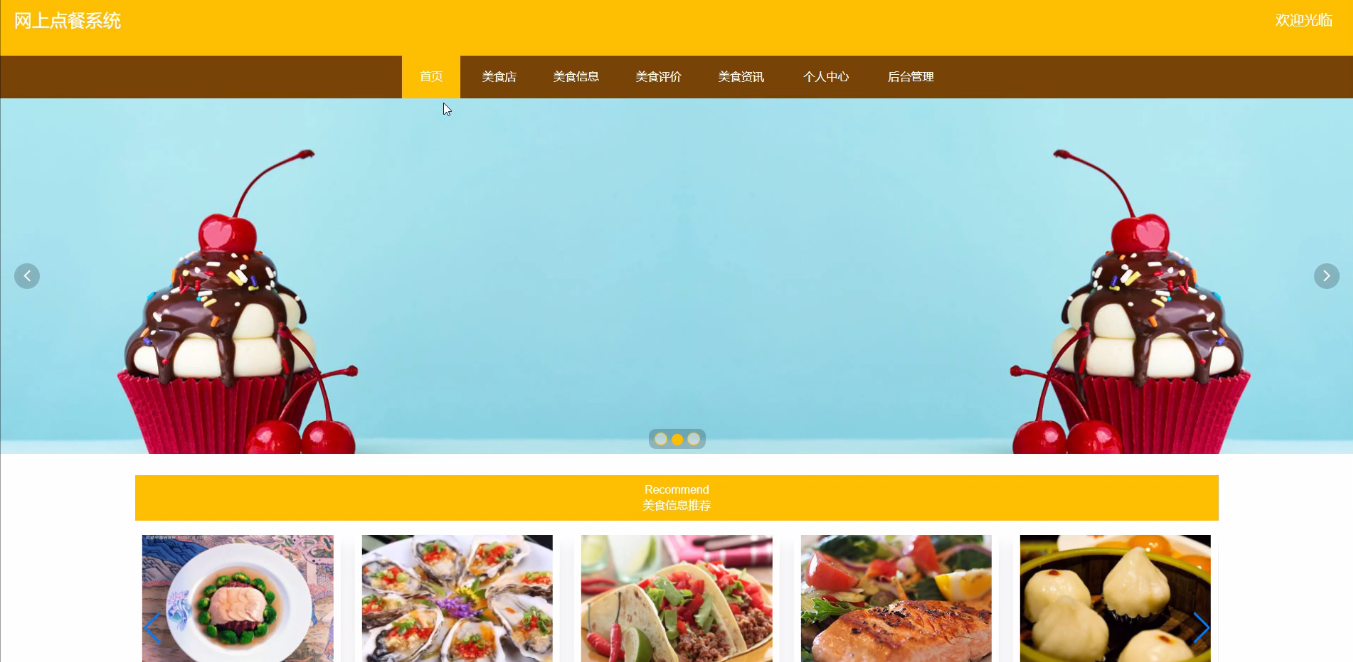 网上点餐系统
欢迎光临
首页 美食店 美食信息 美食评价 美食资讯 个人中心 后台管理
Recommend
美食信息推荐